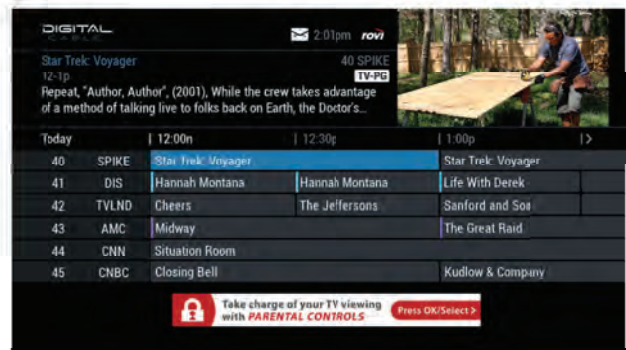 DIGITAL
CABLE
2:01pm rovi
Star Trek: Voyager 40 SPIKE
12-1p TV-PG
Repeat, "Author, Author", (2001), While the crew takes advantage
of a method of talking live to folks back on Earth, the Doctor's...
Today 12:00n 12:30p 1:00p
40 SPIKE Star Trek: Voyager Star Trek: Voyager
41 DIS Hannah Montana Hannah Montana Life With Derek
42 TVLND Cheers The Jeffersons Sanford and Son
43 AMC Midway The Great Raid
44 CNN Situation Room
45 CNBC Closing Bell Kudlow & Company
Take charge of your TV viewing
with PARENTAL CONTROLS
Press OK/Select >